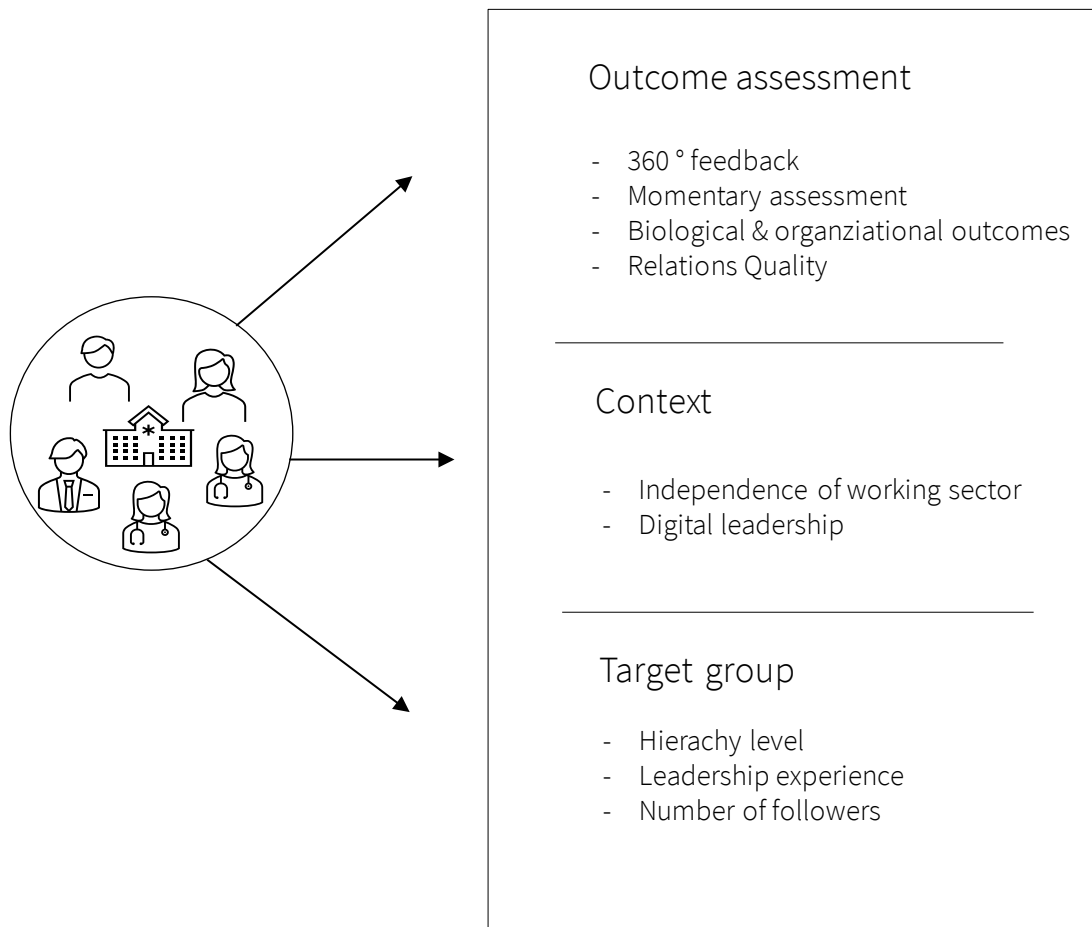 Outcome assessment
- 360 ° feedback
- Momentary assessment
- Biological & organziational outcomes
- Relations Quality
Context
- Independence of working sector
- Digital leadership
Target group
- Hierachy level
- Leadership experience
- Number of followers